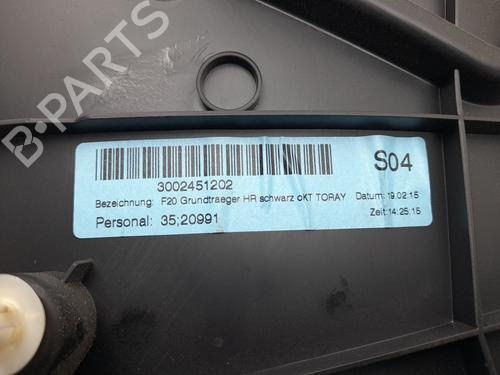 B-PARTS
S04
3002451202
Bezeichnung: F20 Grundtraeger HR schwarz oKT TORAY Datum: 19.02.15
Personal: 35;20991 Zeit:14:25:15